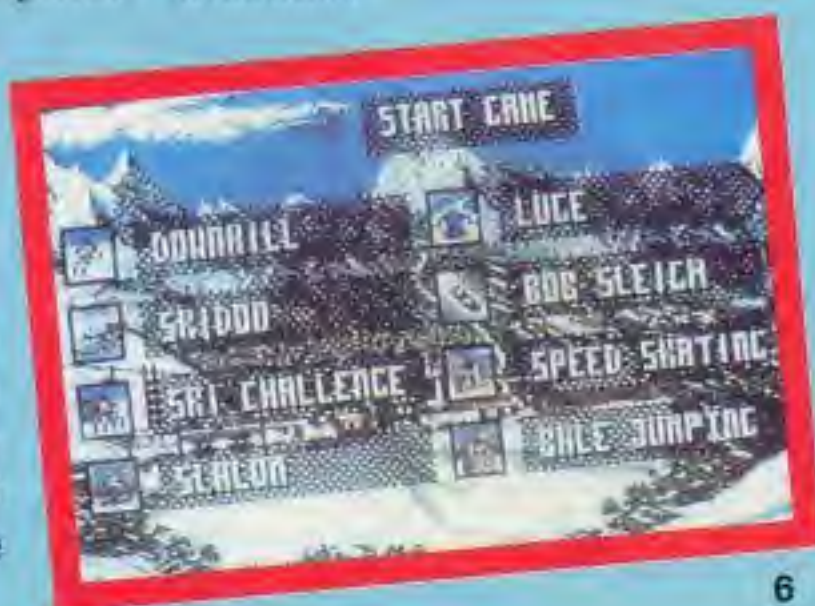 START GAME
DOWNHILL
SKIDOO
SKI CHALLENGE
SLALOM
LUGE
BOB SLEIGH
SPEED SKATING
BALE JUMPING
6